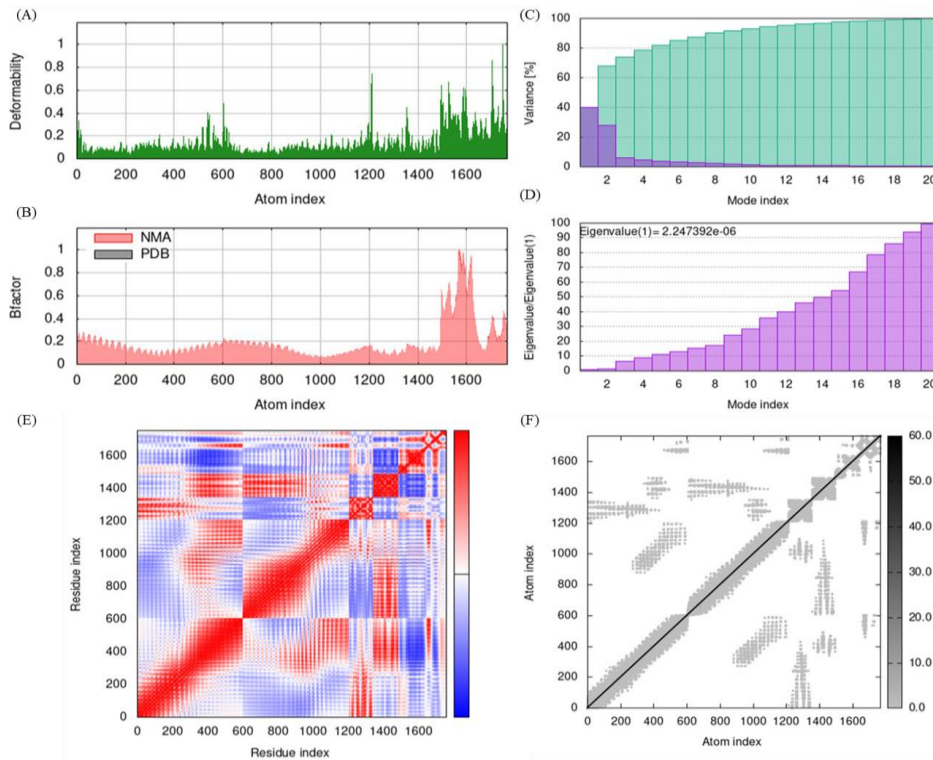 (A)
Deformability
1
0.8
0.6
0.4
0.2
0
0 200 400 600 800 1000 1200 1400 1600
Atom index
(B)
NMA
PDB
Bfactor
1
0.8
0.6
0.4
0.2
0
0 200 400 600 800 1000 1200 1400 1600
Atom index
(C)
Variance [%]
100
80
60
40
20
0
2 4 6 8 10 12 14 16 18 20
Mode index
(D)
Eigenvalue(1)= 2.247392e-06
Eigenvalue/Eigenvalue(1)
100
90
80
70
60
50
40
30
20
10
0
2 4 6 8 10 12 14 16 18 20
Mode index
(E)
Residue index
1600
1400
1200
1000
800
600
400
200
0
0 200 400 600 800 1000 1200 1400 1600
Residue index
(F)
Atom index
1600
1400
1200
1000
800
600
400
200
0
0 200 400 600 800 1000 1200 1400 1600
Atom index
60.0
50.0
40.0
30.0
20.0
10.0
0.0